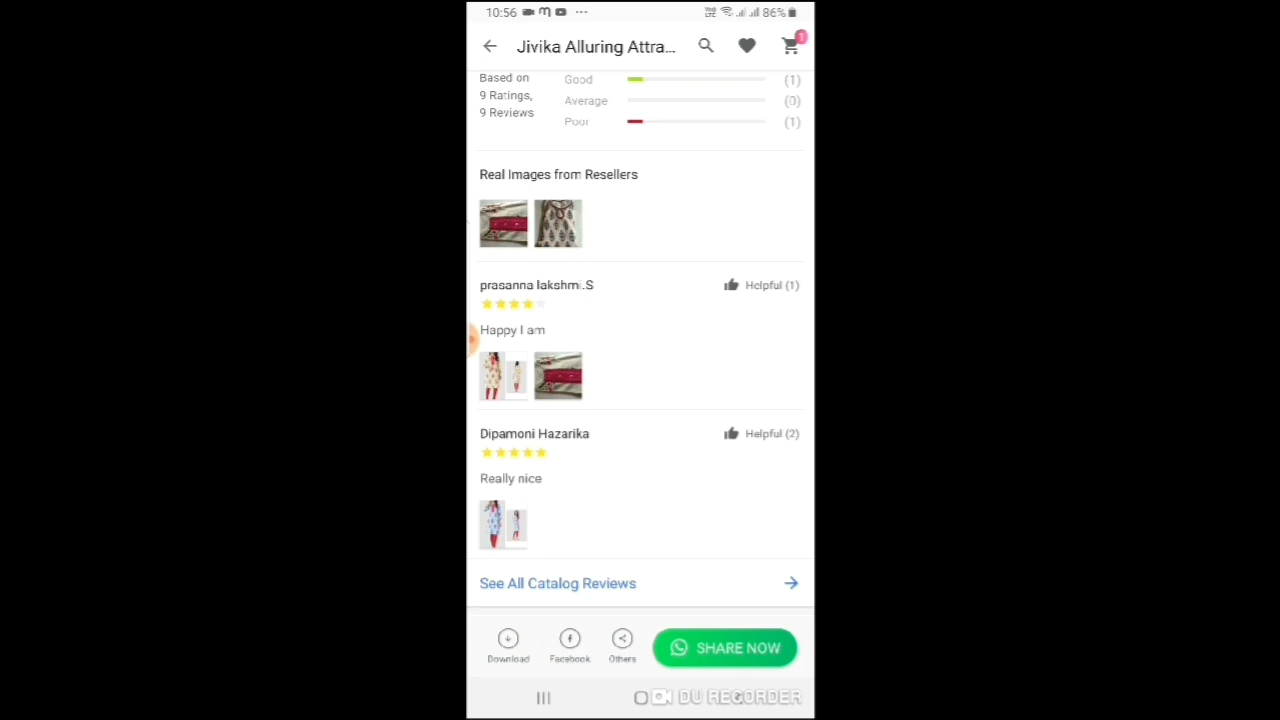 10:56 ... 86%
Jivika Alluring Attra... 1
Based on
9 Ratings,
9 Reviews
Good (1)
Average (0)
Poor (1)
Real Images from Resellers
prasanna lakshmi.S Helpful (1)
Happy I am
Dipamoni Hazarika Helpful (2)
Really nice
See All Catalog Reviews
Download Facebook Others SHARE NOW
DU RECORDER